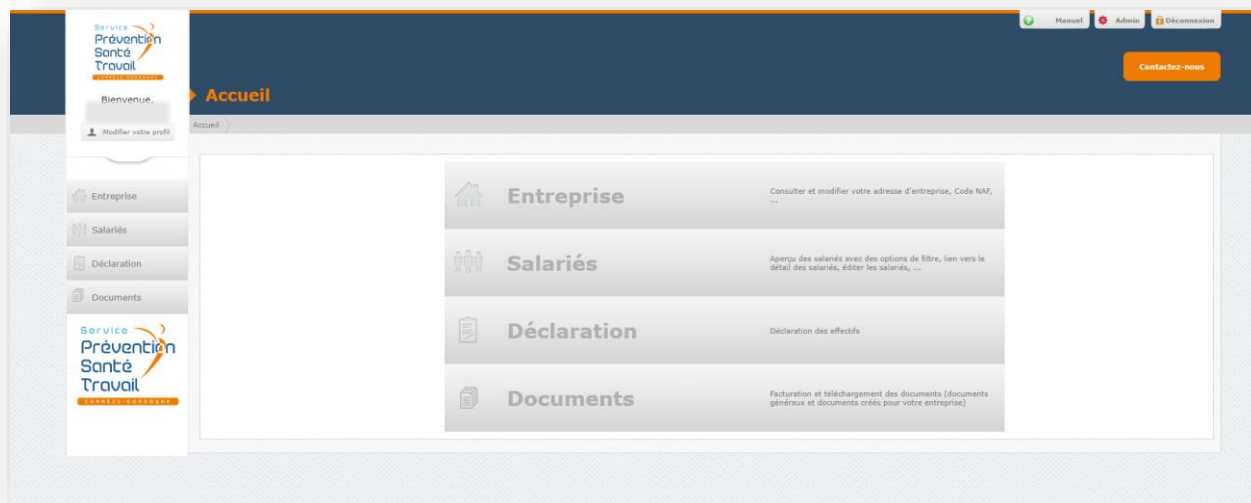 Manuel
Admin
Déconnexion
Service
Prévention
Santé
Travail
CORRÈZE-DORDOGNE
Contactez-nous
Bienvenue,
Accueil
Modifier votre profil
Accueil
Entreprise
Salariés
Déclaration
Documents
Service
Prévention
Santé
Travail
CORRÈZE-DORDOGNE
Entreprise
Consulter et modifier votre adresse d'entreprise, Code NAF,
...
Salariés
Aperçu des salariés avec des options de filtre, lien vers le
détail des salariés, éditer les salariés, ...
Déclaration
Déclaration des effectifs
Documents
Facturation et téléchargement des documents (documents
généraux et documents créés pour votre entreprise)